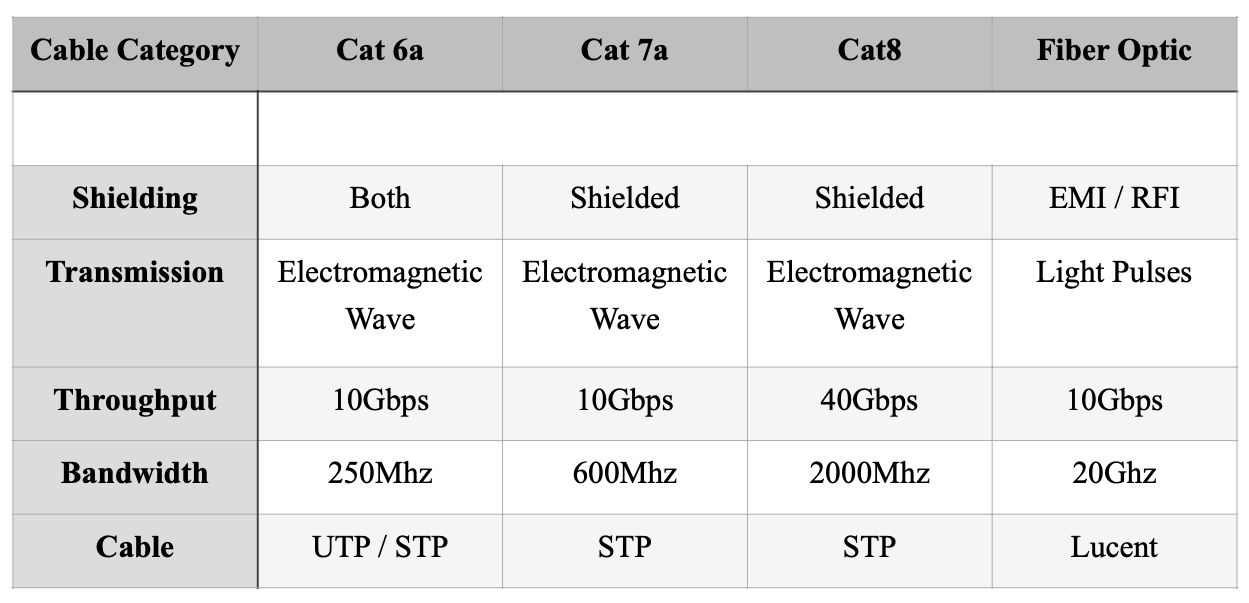 Cable Category Cat 6a Cat 7a Cat8 Fiber Optic
Shielding Both Shielded Shielded EMI / RFI
Transmission Electromagnetic Electromagnetic Electromagnetic Light Pulses
Wave Wave Wave
Throughput 10Gbps 10Gbps 40Gbps 10Gbps
Bandwidth 250Mhz 600Mhz 2000Mhz 20Ghz
Cable UTP / STP STP STP Lucent